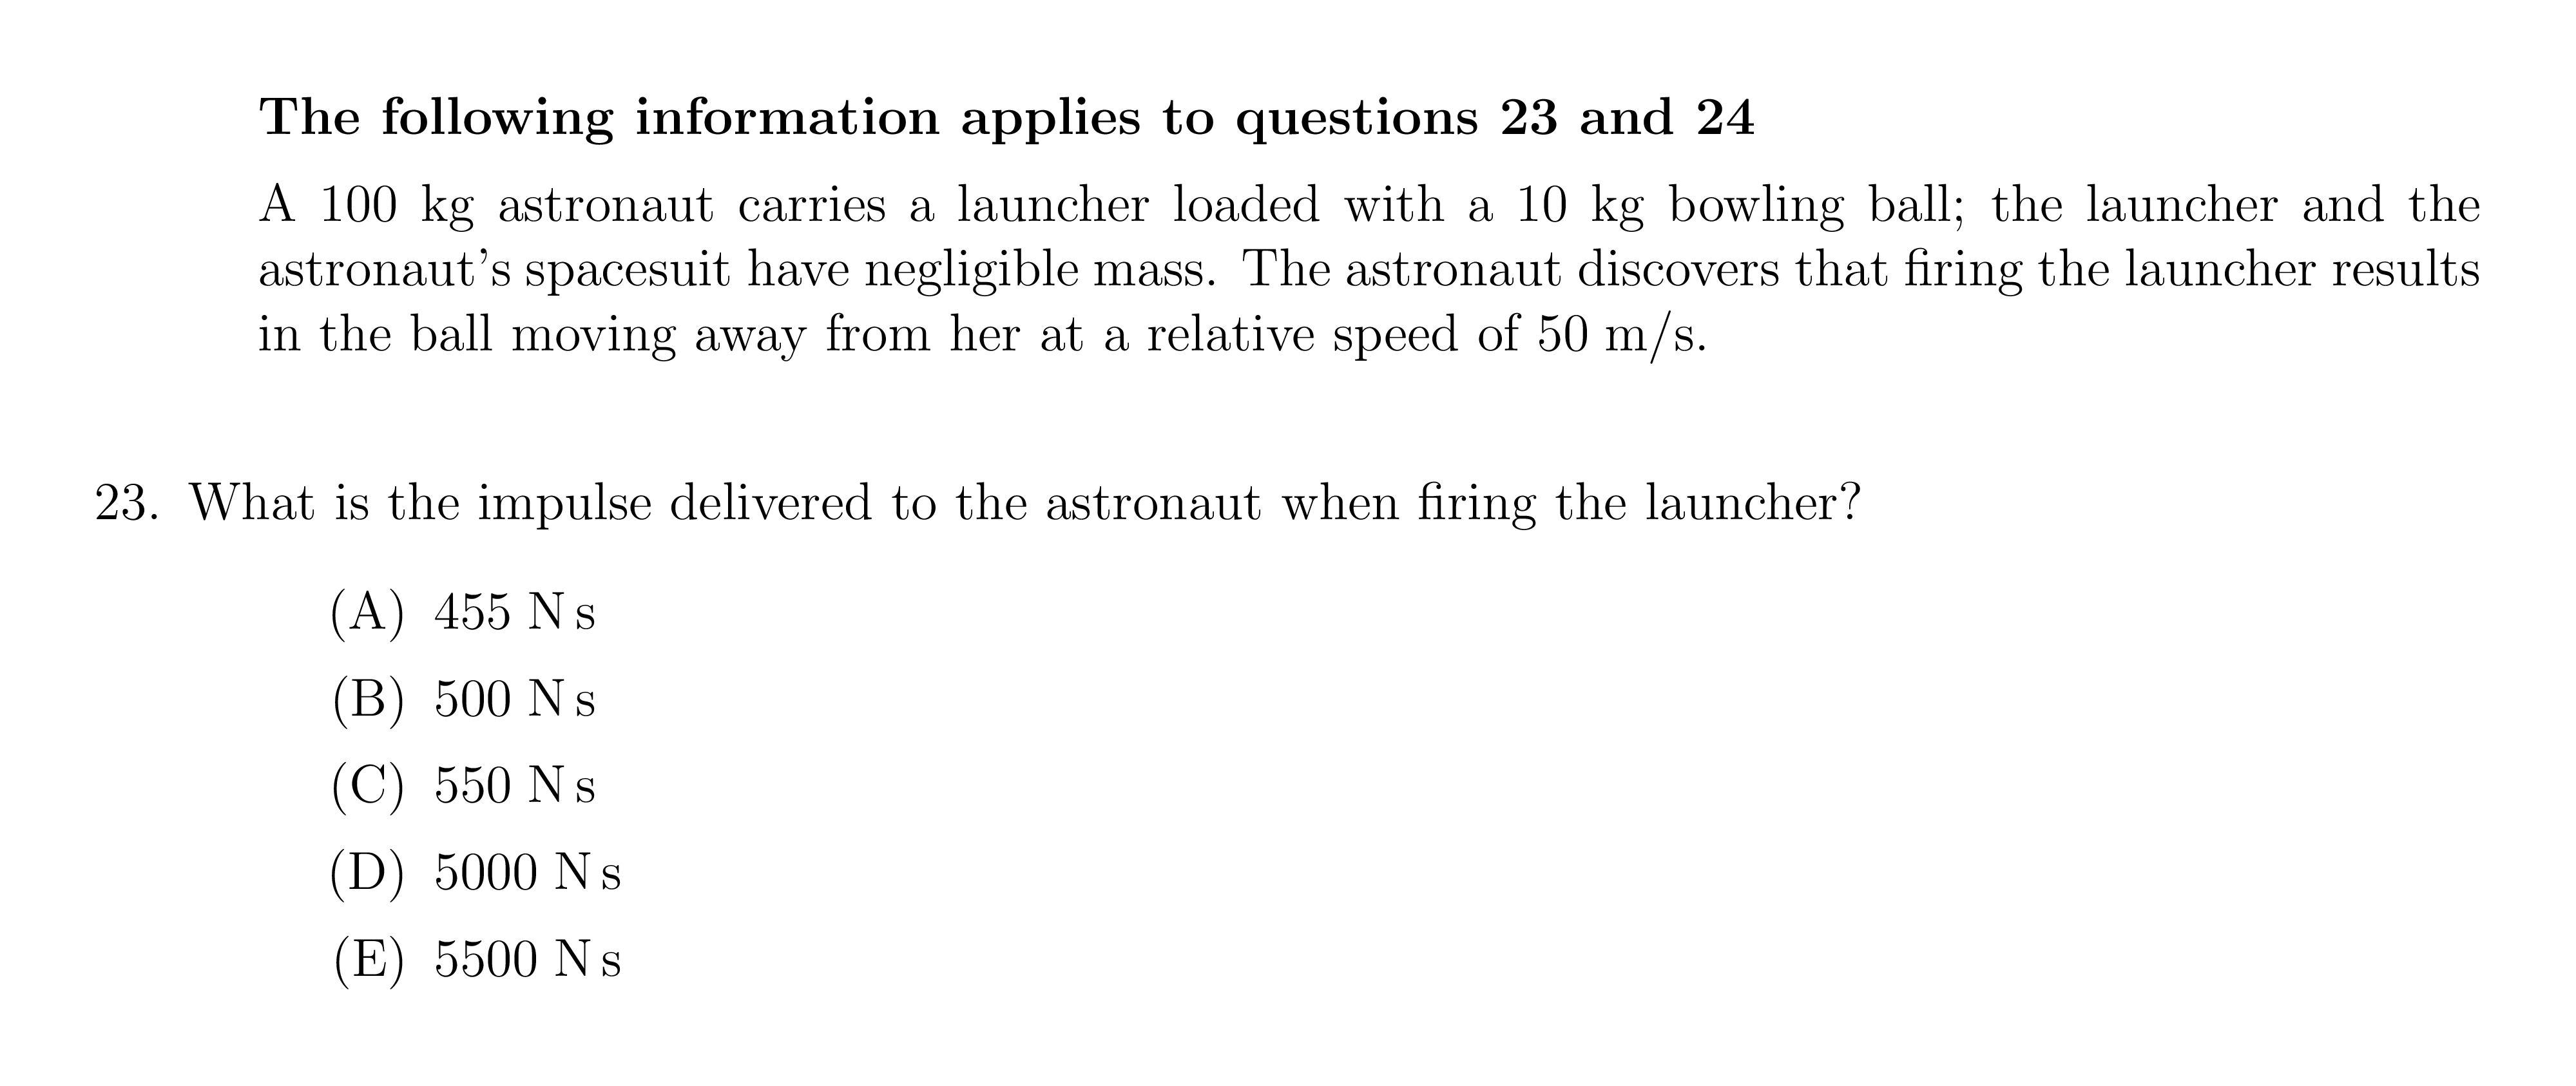 The following information applies to questions 23 and 24
A 100 kg astronaut carries a launcher loaded with a 10 kg bowling ball; the launcher and the
astronaut's spacesuit have negligible mass. The astronaut discovers that firing the launcher results
in the ball moving away from her at a relative speed of 50 m/s.
23. What is the impulse delivered to the astronaut when firing the launcher?
(A) 455 N s
(B) 500 N s
(C) 550 N s
(D) 5000 N s
(E) 5500 N s